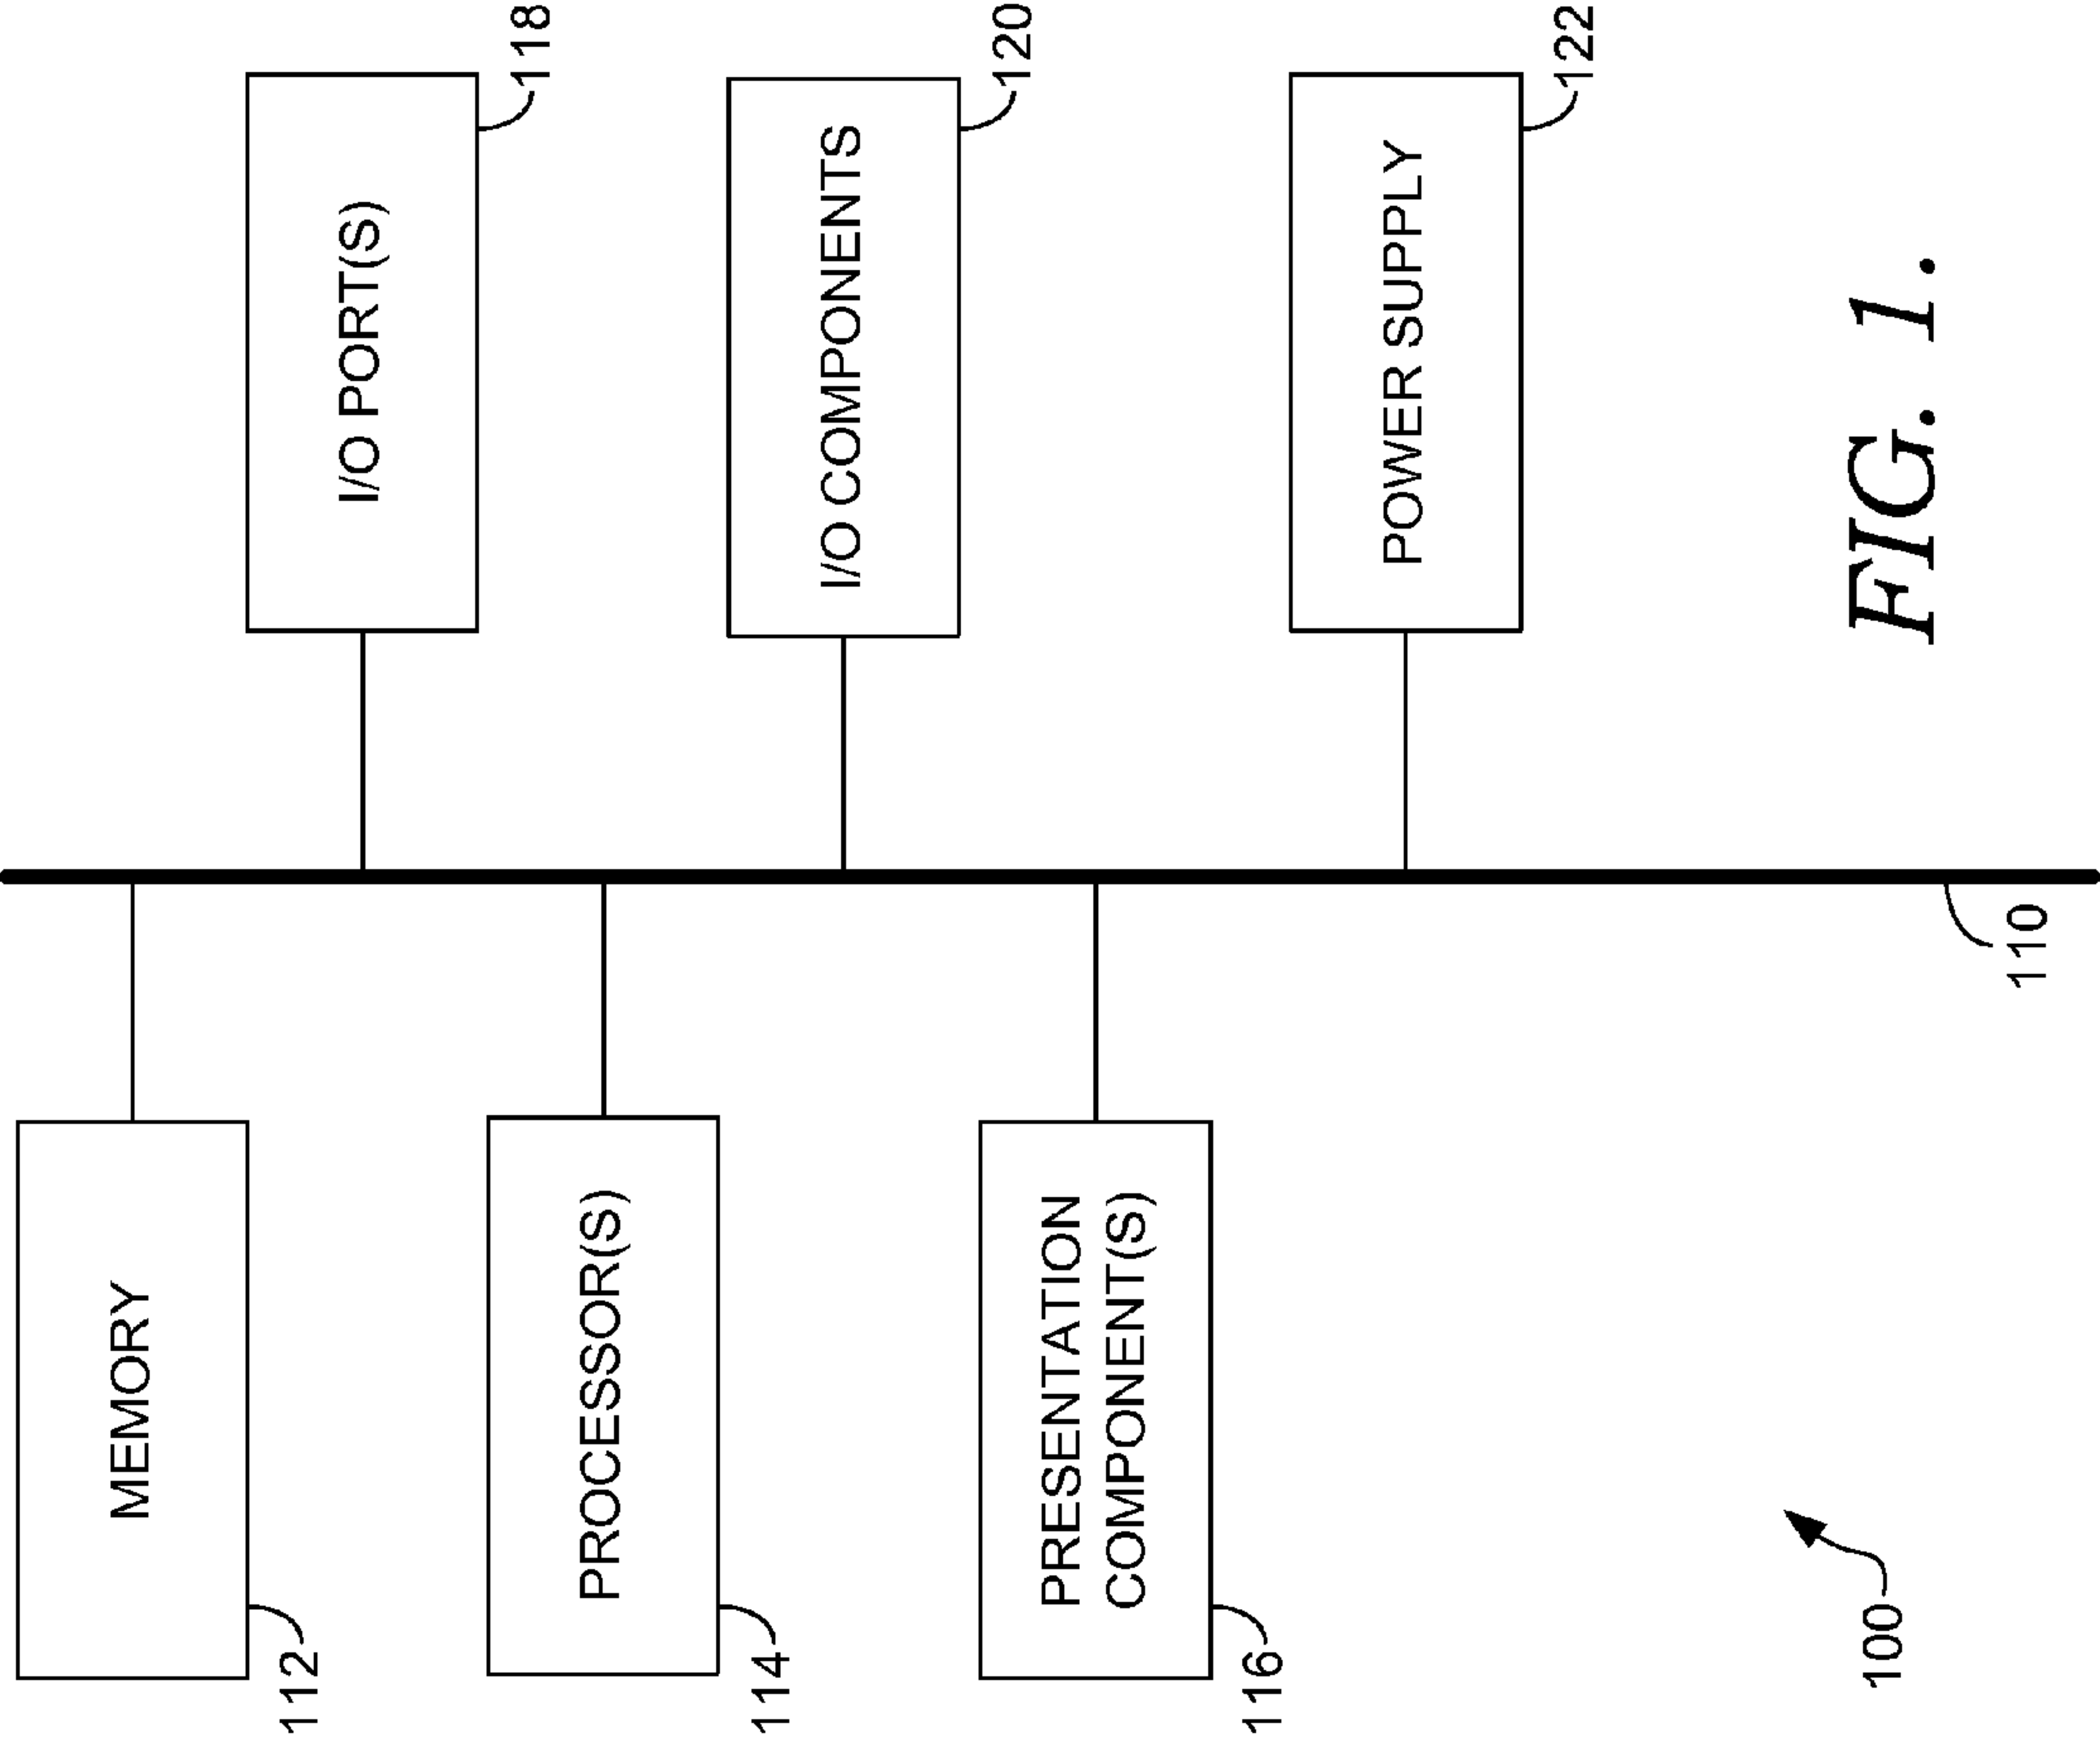 MEMORY
112
PROCESSOR(S)
114
PRESENTATION
COMPONENT(S)
116
100
I/O PORT(S)
118
I/O COMPONENTS
120
POWER SUPPLY
122
110
FIG. 1.